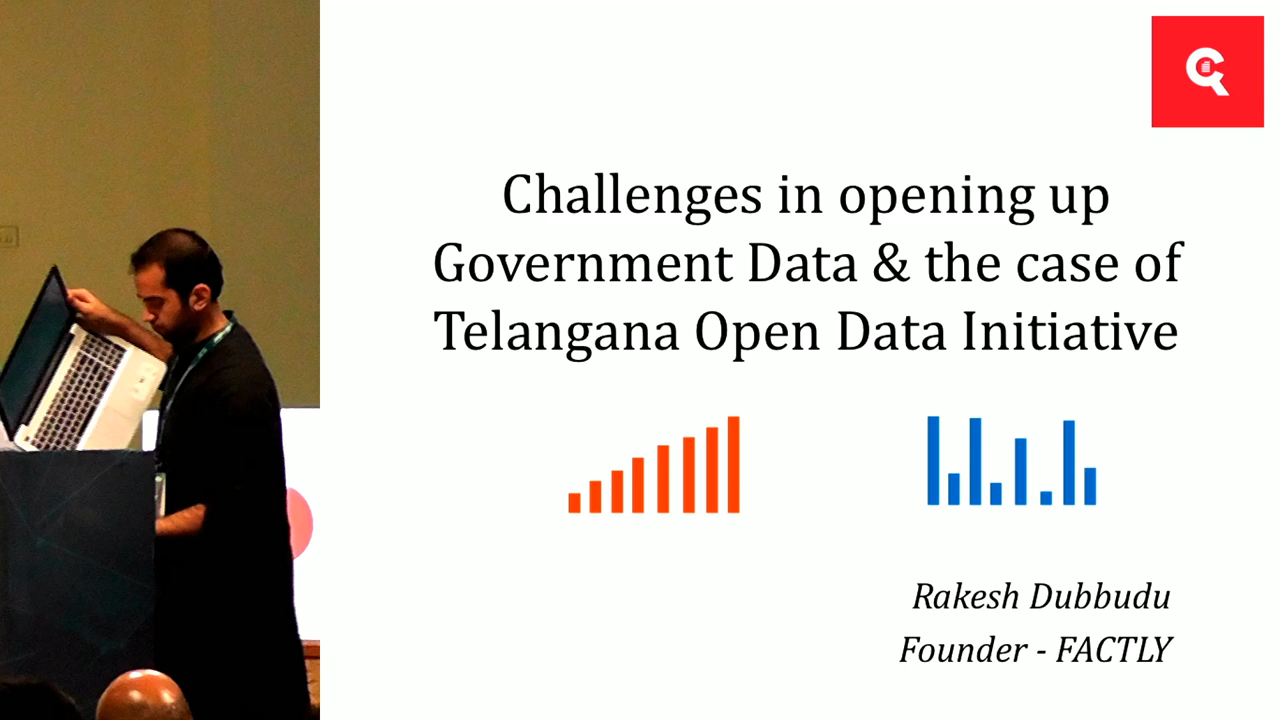 Challenges in opening up
Government Data & the case of
Telangana Open Data Initiative
Rakesh Dubbudu
Founder - FACTLY